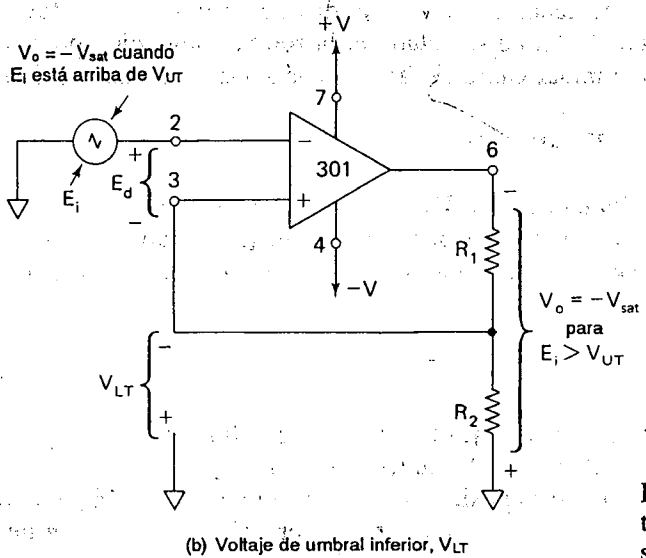 V₀ = – V_sat cuando
E_i está arriba de V_UT
+V
7
2
–
6
+
301
–
3
E_d
E_i
+
–
4
R₁
–V
V₀ = –V_sat
para
E_i > V_UT
–
V_LT
R₂
+
+
(b) Voltaje de umbral inferior, V_LT